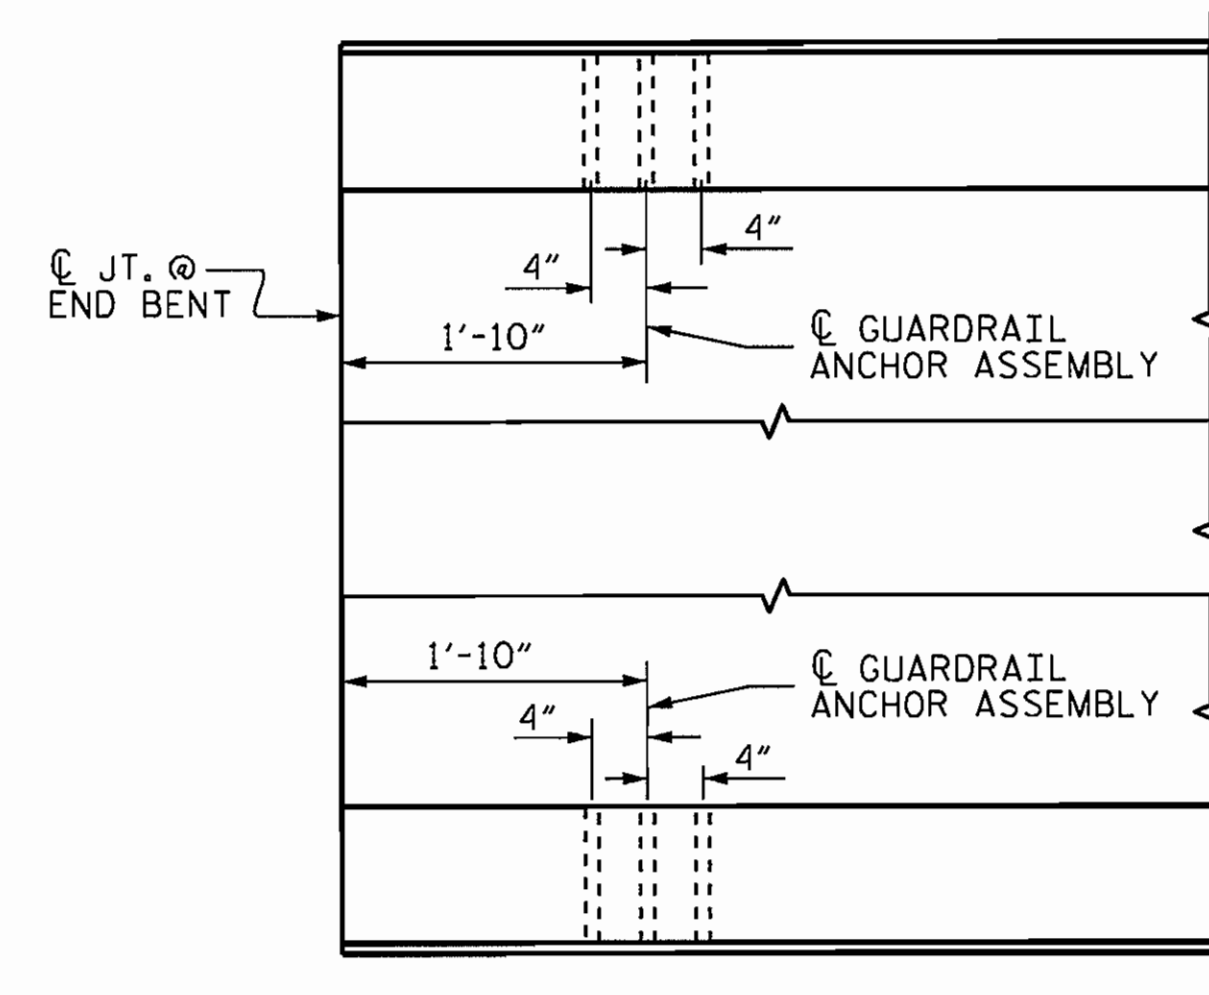 4″
4″
℄ JT. @
END BENT
1′-10″
℄ GUARDRAIL
ANCHOR ASSEMBLY
1′-10″
℄ GUARDRAIL
ANCHOR ASSEMBLY
4″
4″